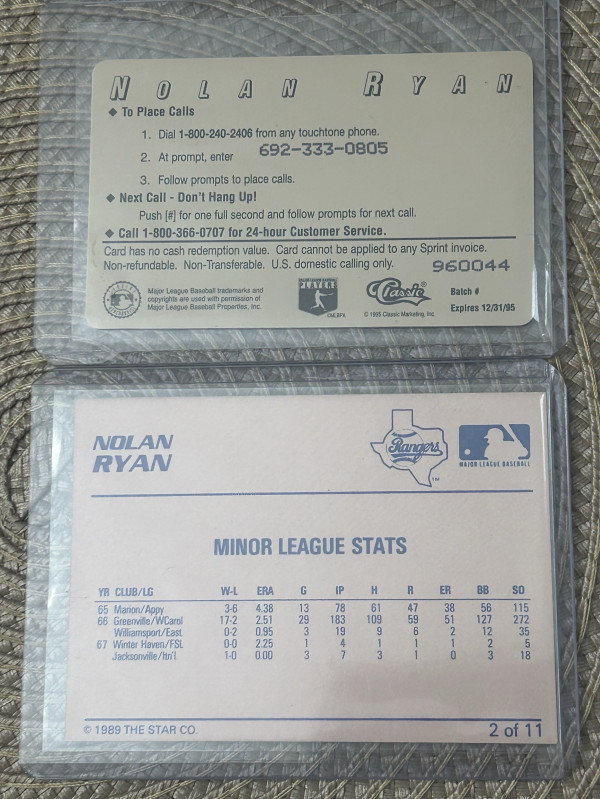 NOLAN RYAN
◆ To Place Calls
1. Dial 1-800-240-2406 from any touchtone phone.
2. At prompt, enter 692-333-0805
3. Follow prompts to place calls.
◆ Next Call - Don't Hang Up!
Push [#] for one full second and follow prompts for next call.
◆ Call 1-800-366-0707 for 24-hour Customer Service.
Card has no cash redemption value. Card cannot be applied to any Sprint invoice.
Non-refundable. Non-Transferable. U.S. domestic calling only. 960044
Major League Baseball trademarks and
copyrights are used with permission of
Major League Baseball Properties, Inc.
PLAYERS
©MLBPA
Classic®
© 1995 Classic Marketing, Inc.
Batch #
Expires 12/31/95
NOLAN
RYAN
Rangers
TM
MAJOR LEAGUE BASEBALL
MINOR LEAGUE STATS
YR CLUB/LG W-L ERA G IP H R ER BB SO
65 Marion/Appy 3-6 4.38 13 78 61 47 38 56 115
66 Greenville/WCarol 17-2 2.51 29 183 109 59 51 127 272
Williamsport/East. 0-2 0.95 3 19 9 6 2 12 35
67 Winter Haven/FSL 0-0 2.25 1 4 1 1 1 2 5
Jacksonville/Itn'l. 1-0 0.00 3 7 3 1 0 3 18
© 1989 THE STAR CO. 2 of 11